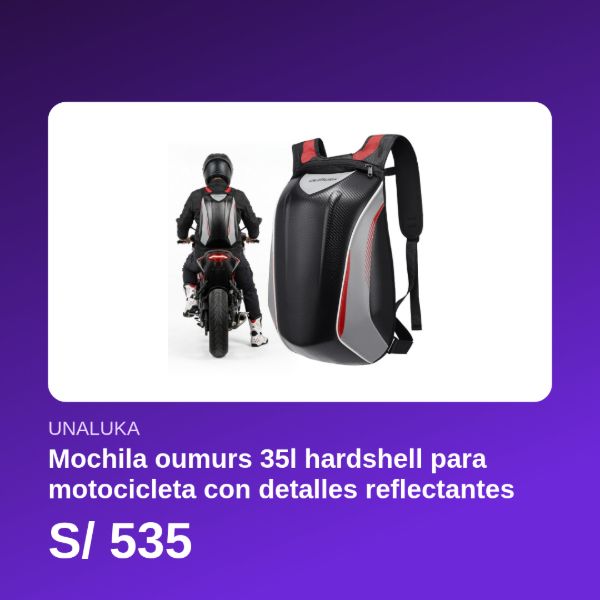 UNALUKA
Mochila oumurs 35l hardshell para
motocicleta con detalles reflectantes
S/ 535